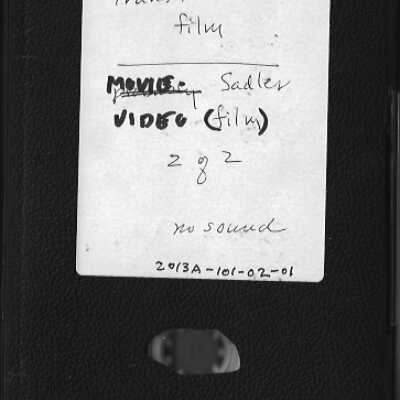 film
MOVIE: Sadler
VIDEO (film)
2 of 2
no sound
2013A-101-02-01